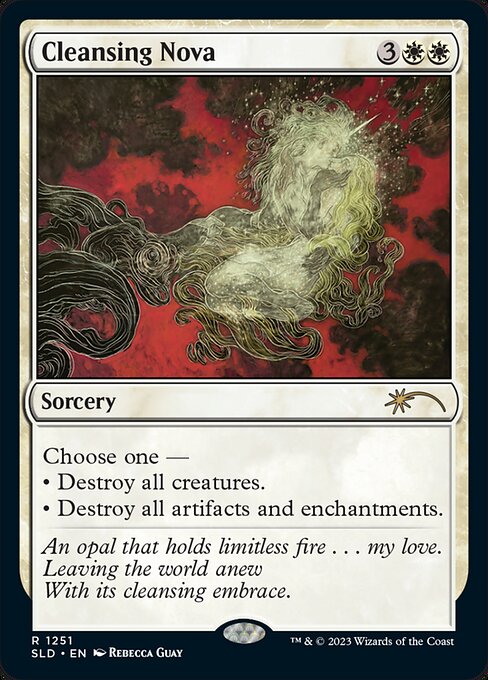 Cleansing Nova 3
Sorcery
Choose one —
• Destroy all creatures.
• Destroy all artifacts and enchantments.
An opal that holds limitless fire . . . my love.
Leaving the world anew
With its cleansing embrace.
R 1251
SLD • EN Rebecca Guay
™ & © 2023 Wizards of the Coast